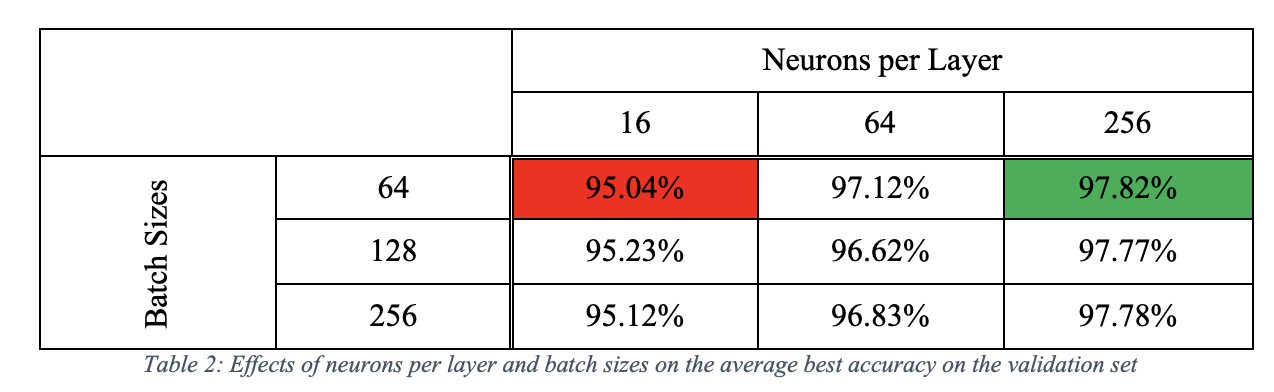 Neurons per Layer
16 64 256
Batch Sizes
64 95.04% 97.12% 97.82%
128 95.23% 96.62% 97.77%
256 95.12% 96.83% 97.78%
Table 2: Effects of neurons per layer and batch sizes on the average best accuracy on the validation set